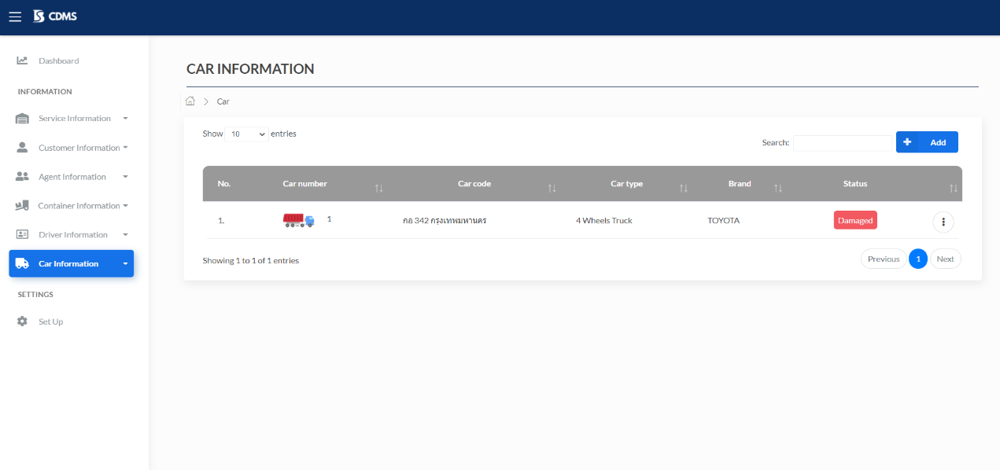 CDMS
Dashboard
INFORMATION
Service Information
Customer Information
Agent Information
Container Information
Driver Information
Car Information
SETTINGS
Set Up
CAR INFORMATION
Car
Show 10 entries
Search:
Add
No. Car number Car code Car type Brand Status
1. 1 กอ 342 กรุงเทพมหานคร 4 Wheels Truck TOYOTA Damaged
Showing 1 to 1 of 1 entries
Previous 1 Next